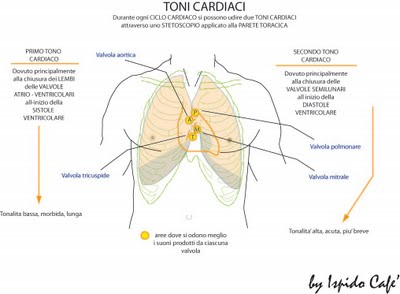 TONI CARDIACI
Durante ogni CICLO CARDIACO si possono udire due TONI CARDIACI
attraverso uno STETOSCOPIO applicato alla PARETE TORACICA
PRIMO TONO
CARDIACO
Dovuto principalmente
alla chiusura dei LEMBI
delle VALVOLE
ATRIO - VENTRICOLARI
all'inizio della
SISTOLE
VENTRICOLARE
Tonalita bassa, morbida, lunga
Valvola aortica
Valvola tricuspide
P
A
M
T
SECONDO TONO
CARDIACO
Dovuto principalmente
alla chiusura delle
VALVOLE SEMILUNARI
all inizio della
DIASTOLE
VENTRICOLARE
Valvola polmonare
Valvola mitrale
Tonalita' alta, acuta, piu' breve
aree dove si odono meglio
i suoni prodotti da ciascuna
valvola
by Ispido Cafe'